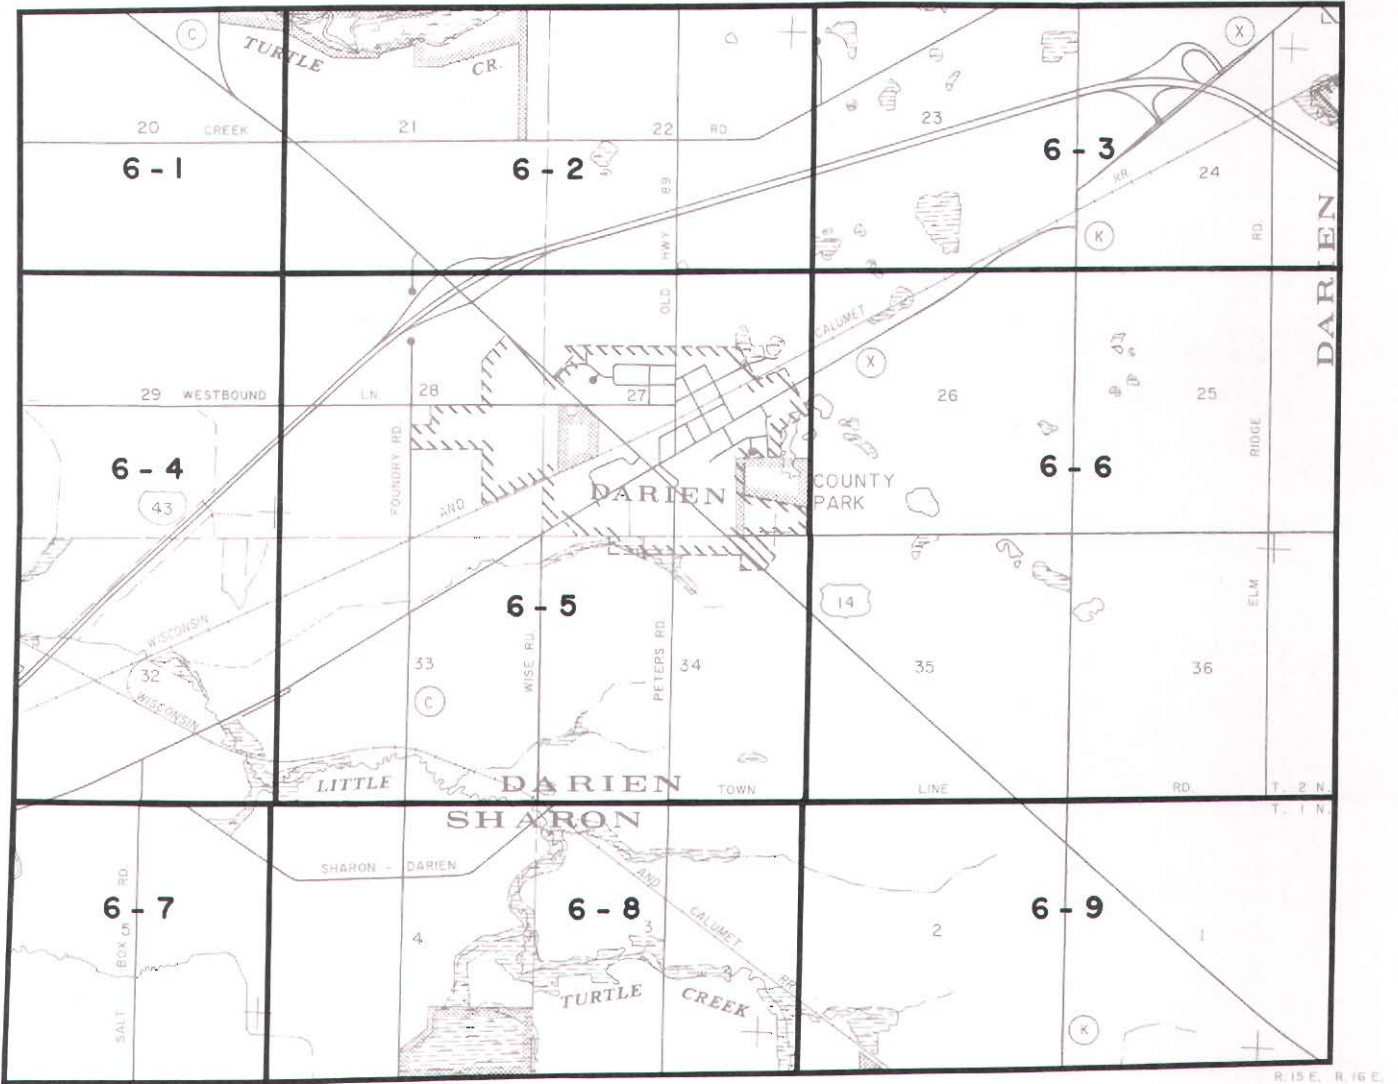 C
X
TURTLE
CR.
20 CREEK 21 22 RD 23
6 - 1 6 - 2 6 - 3
RR.
24
89
HWY
OLD
K
RD.
RIDGE
ELM
DARIEN
CALUMET
X
29 WESTBOUND LN. 28 27 26 25
FOUNDRY RD.
6 - 4 6 - 6
43
AND
DARIEN
COUNTY
PARK
6 - 5
14
WISCONSIN
32 33 34 35 36
WISCONSIN
WISE RD
PETERS RD
C
LITTLE
DARIEN
TOWN LINE RD. T. 2 N.
SHARON
T. 1 N.
SHARON - DARIEN
AND
CALUMET
RR
6 - 7 6 - 8 6 - 9
SALT BOX RD.
5 4 3 2 1
TURTLE CREEK
K
R. 15 E. R. 16 E.